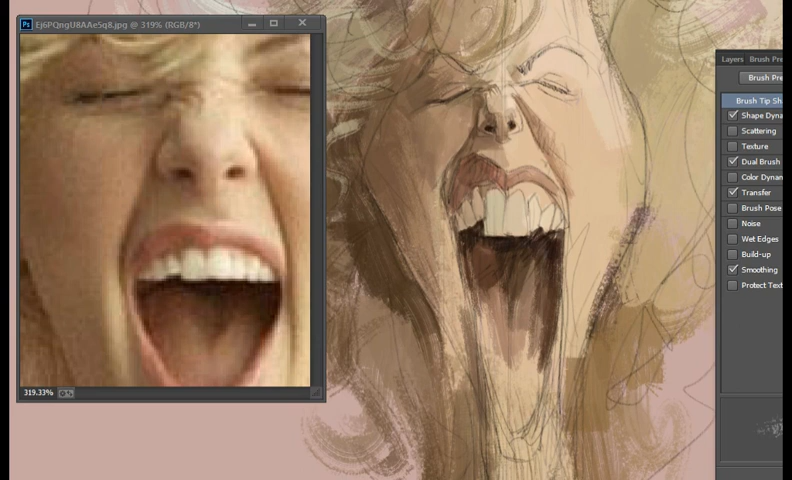 Ps Ej6PQngU8AAe5q8.jpg @ 319% (RGB/8*)
319.33%
Layers Brush Pre
Brush Pre
Brush Tip Sh
Shape Dyna
Scattering
Texture
Dual Brush
Color Dynan
Transfer
Brush Pose
Noise
Wet Edges
Build-up
Smoothing
Protect Text